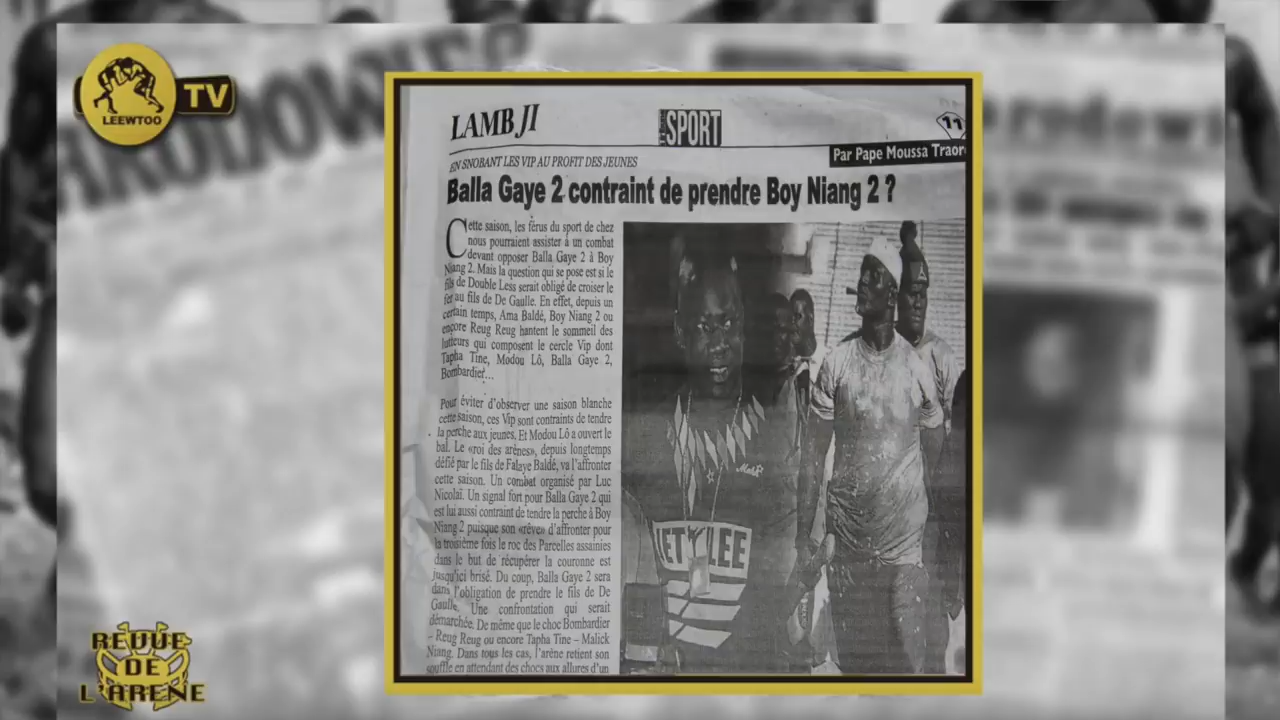 LEEWTOO
TV
LAMB JI
SPORT
11
Par Pape Moussa Traor
EN SNOBANT LES VIP AU PROFIT DES JEUNES
Balla Gaye 2 contraint de prendre Boy Niang 2 ?
Cette saison, les férus du sport de chez
nous pourraient assister à un combat
devant opposer Balla Gaye 2 à Boy
Niang 2. Mais la question qui se pose est si le
fils de Double Less serait obligé de croiser le
fer au fils de De Gaulle. En effet, depuis un
certain temps, Ama Baldé, Boy Niang 2 ou
encore Reug Reug hantent le sommeil des
lutteurs qui composent le cercle Vip dont
Tapha Tine, Modou Lô, Balla Gaye 2,
Bombardier...
Pour éviter d'observer une saison blanche
cette saison, ces Vip sont contraints de tendre
la perche aux jeunes. Et Modou Lô a ouvert le
bal. Le «roi des arènes», depuis longtemps
défié par le fils de Falaye Baldé, va l'affronter
cette saison. Un combat organisé par Luc
Nicolai. Un signal fort pour Balla Gaye 2 qui
est lui aussi contraint de tendre la perche à Boy
Niang 2 puisque son «rêve» d'affronter pour
la troisième fois le roc des Parcelles assainies
dans le but de récupérer la couronne est
jusqu'ici brisé. Du coup, Balla Gaye 2 sera
dans l'obligation de prendre le fils de De
Gaulle. Une confrontation qui serait
démarchée. De même que le choc Bombardier
– Reug Reug ou encore Tapha Tine – Malick
Niang. Dans tous les cas, l'arène retient son
souffle en attendant des chocs aux allures d'un
REVUE
DE
L'ARENE